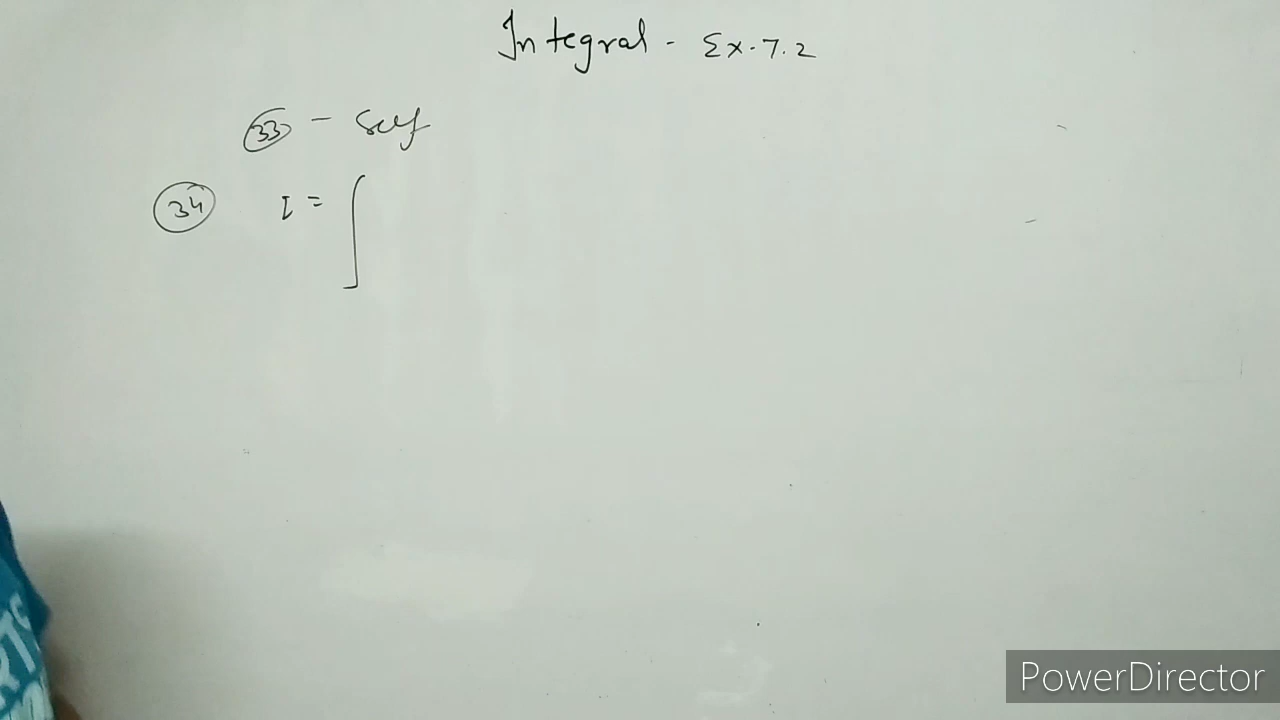 Integral - Ex. 7.2
33 - Self
34 I = ∫
PowerDirector